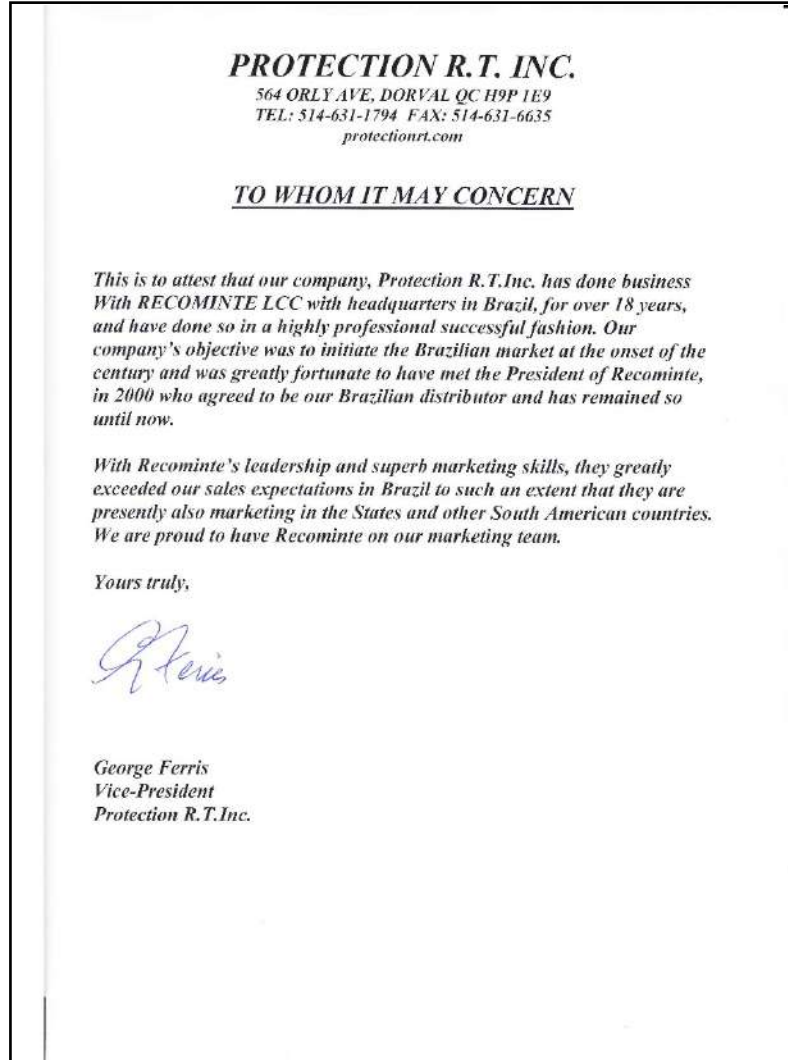 PROTECTION R.T. INC.
564 ORLY AVE, DORVAL QC H9P 1E9
TEL: 514-631-1794 FAX: 514-631-6635
protectionrt.com
TO WHOM IT MAY CONCERN
This is to attest that our company, Protection R.T.Inc. has done business
With RECOMINTE LCC with headquarters in Brazil, for over 18 years,
and have done so in a highly professional successful fashion. Our
company's objective was to initiate the Brazilian market at the onset of the
century and was greatly fortunate to have met the President of Recominte,
in 2000 who agreed to be our Brazilian distributor and has remained so
until now.
With Recominte's leadership and superb marketing skills, they greatly
exceeded our sales expectations in Brazil to such an extent that they are
presently also marketing in the States and other South American countries.
We are proud to have Recominte on our marketing team.
Yours truly,
George Ferris
Vice-President
Protection R.T.Inc.